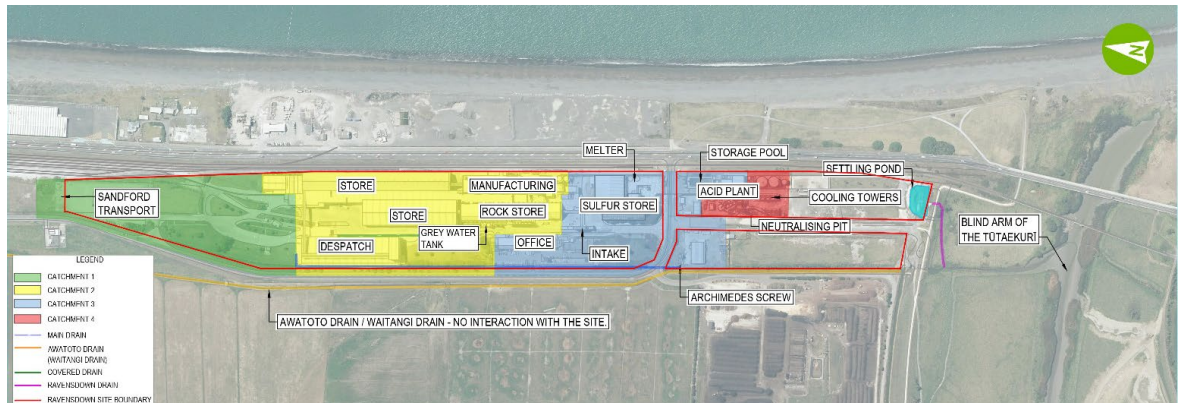 N
MELTER
STORAGE POOL
SETTLING POND
STORE
MANUFACTURING
ACID PLANT
SANDFORD
TRANSPORT
STORE
ROCK STORE
SULFUR STORE
COOLING TOWERS
GREY WATER
TANK
NEUTRALISING PIT
BLIND ARM OF
THE TŪTAEKURĪ
DESPATCH
OFFICE
INTAKE
ARCHIMEDES SCREW
AWATOTO DRAIN / WAITANGI DRAIN - NO INTERACTION WITH THE SITE.
LEGEND
CATCHMENT 1
CATCHMENT 2
CATCHMENT 3
CATCHMENT 4
MAIN DRAIN
AWATOTO DRAIN
(WAITANGI DRAIN)
COVERED DRAIN
RAVENSDOWN DRAIN
RAVENSDOWN SITE BOUNDARY